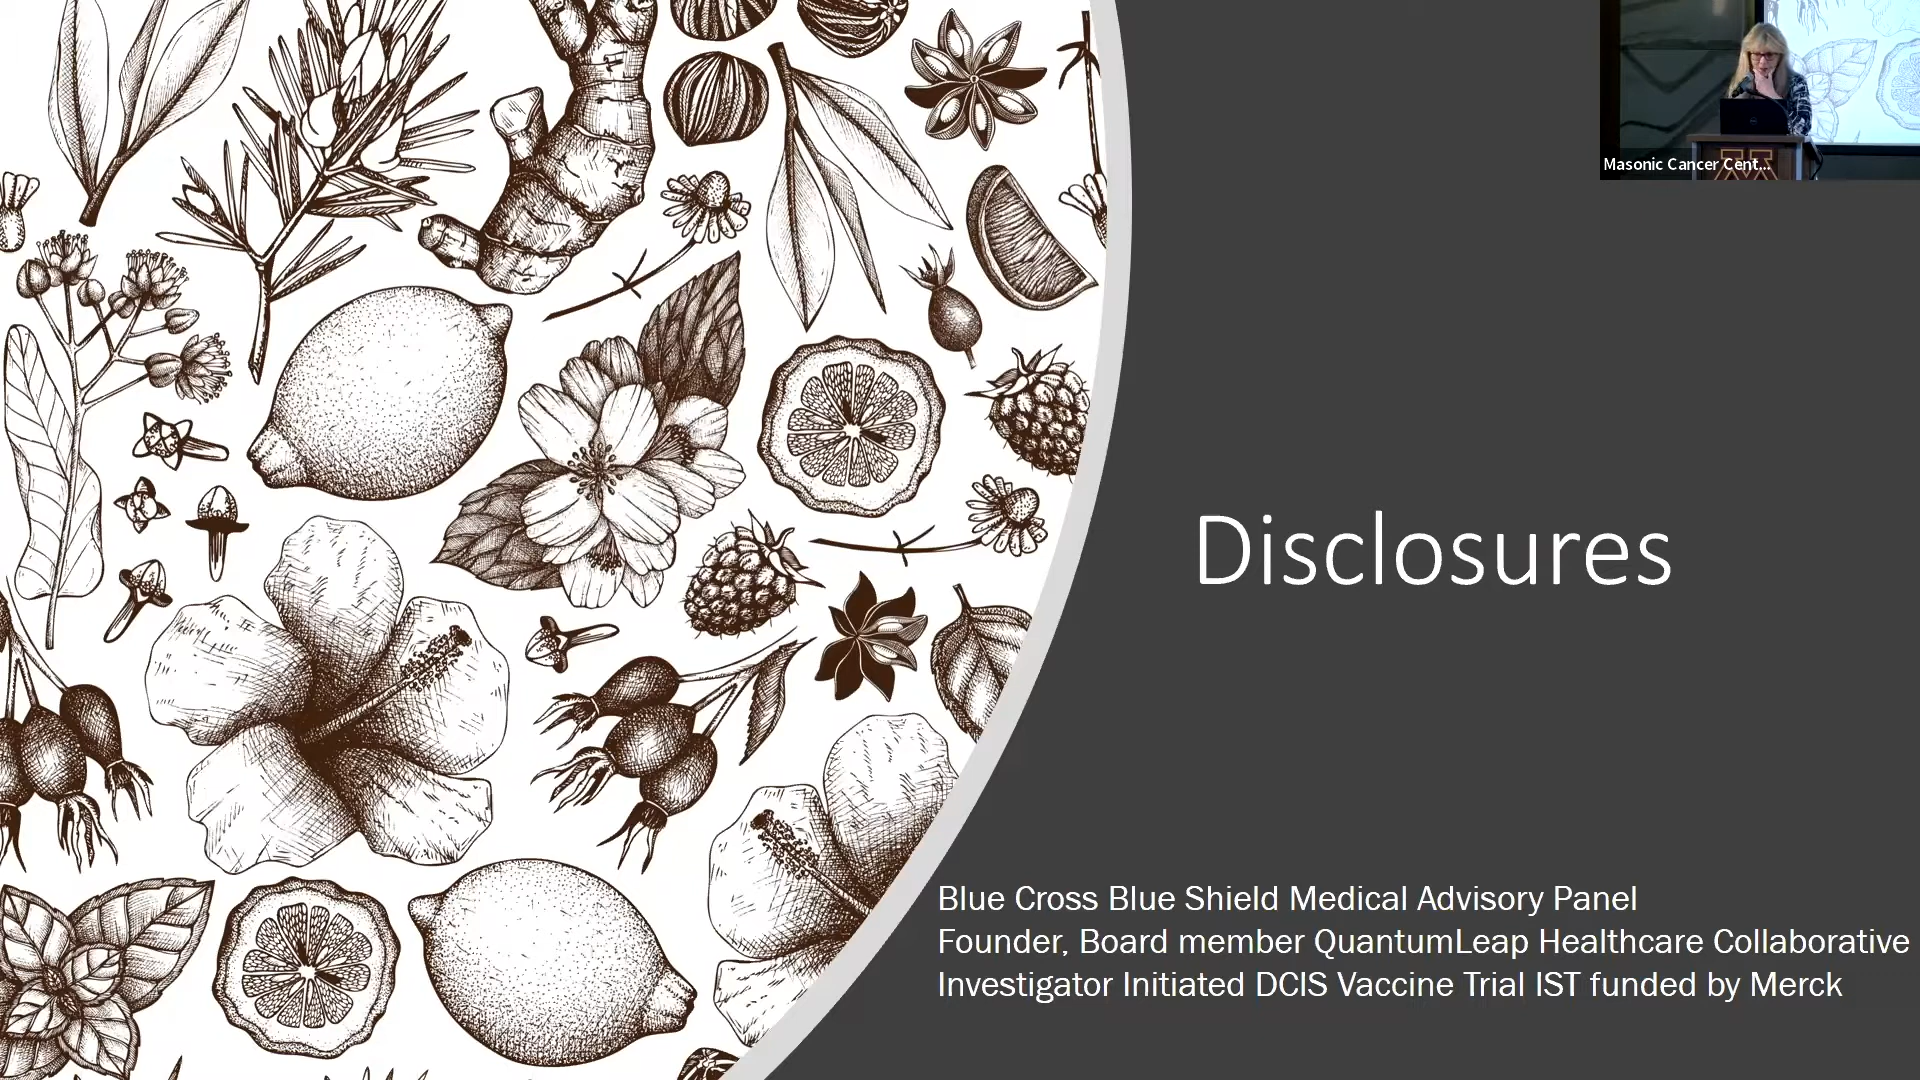 Masonic Cancer Cent...
Disclosures
Blue Cross Blue Shield Medical Advisory Panel
Founder, Board member QuantumLeap Healthcare Collaborative
Investigator Initiated DCIS Vaccine Trial IST funded by Merck